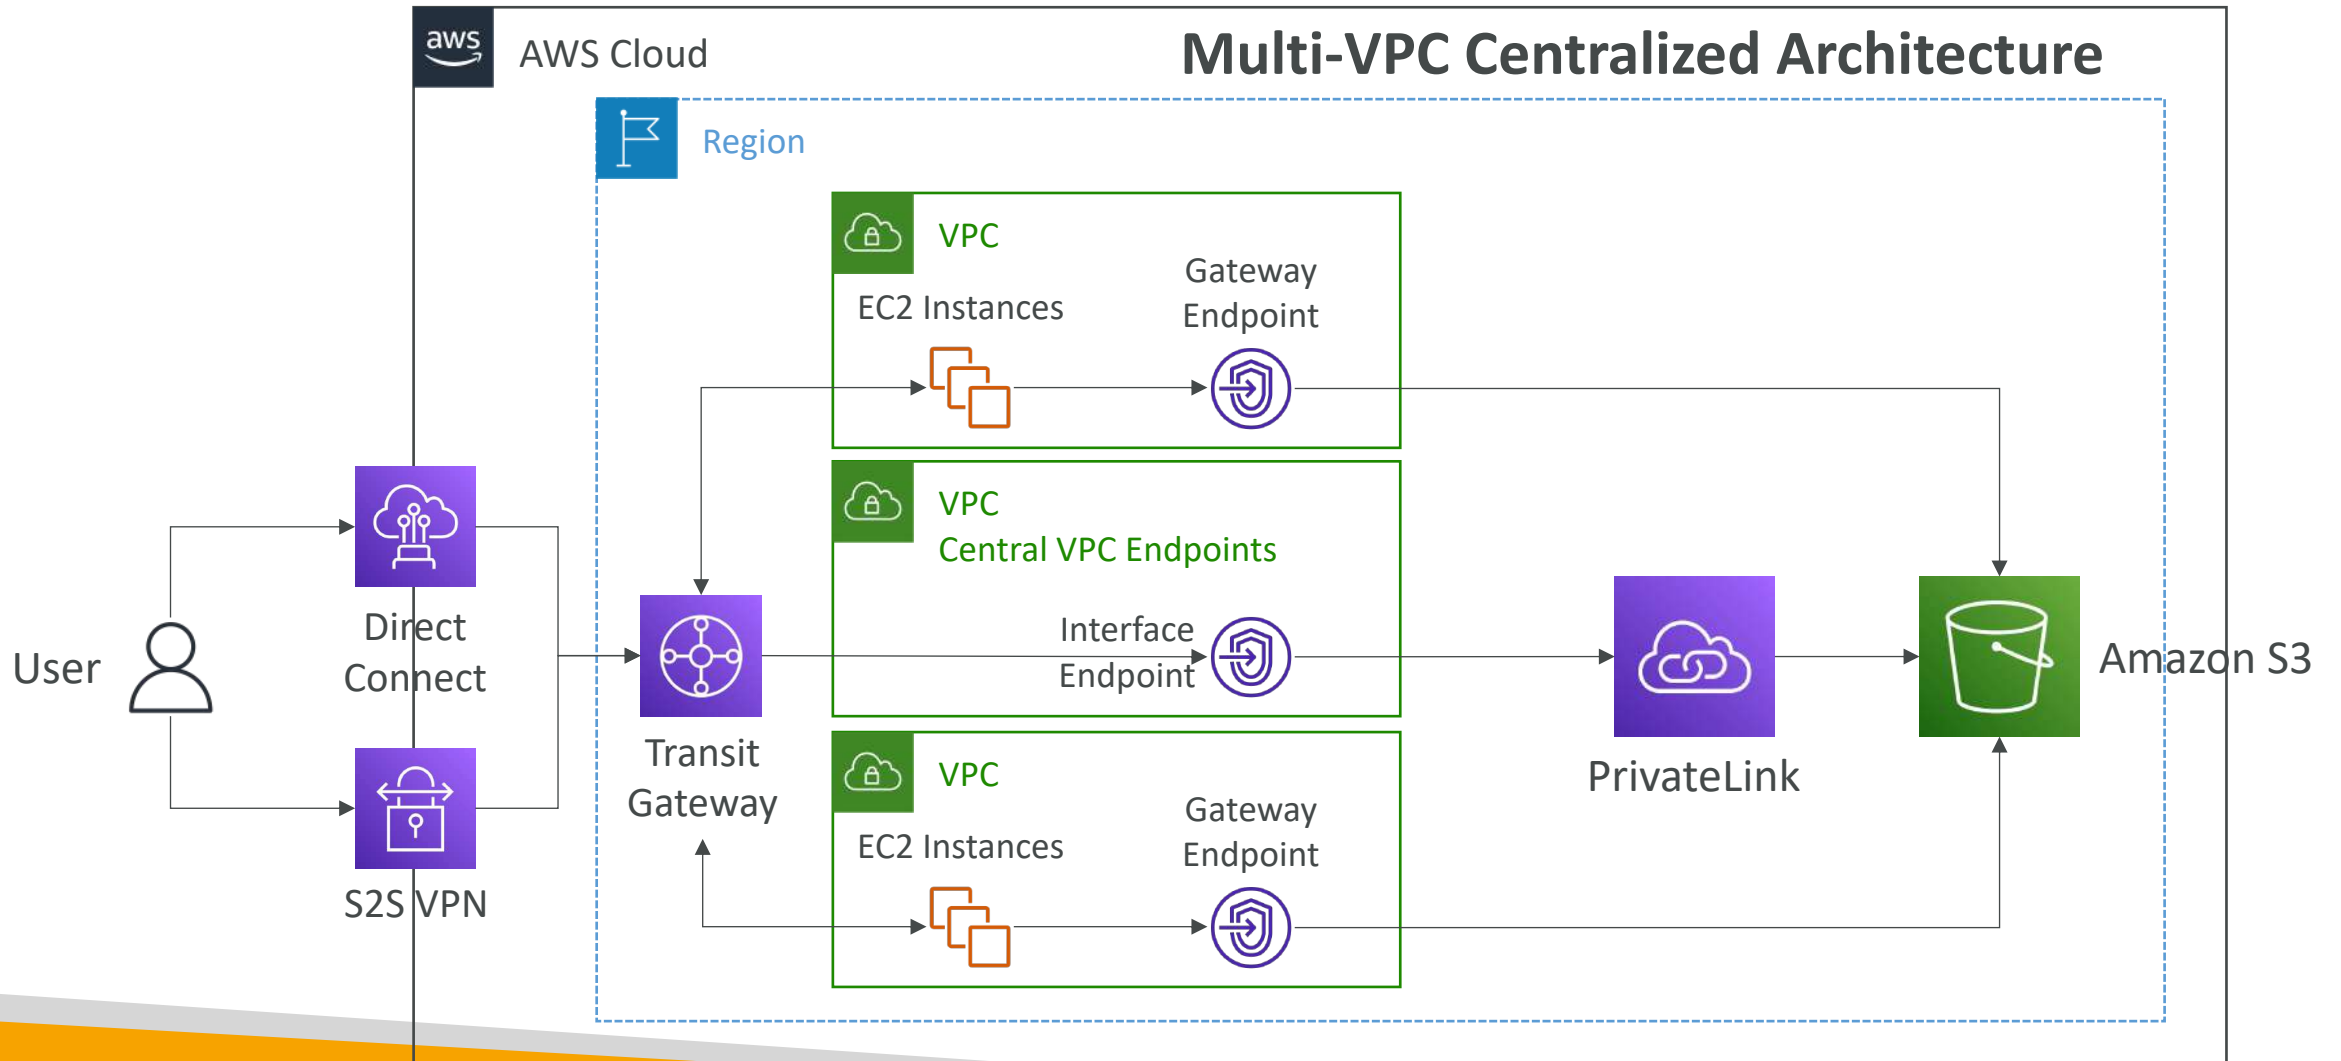 aws
AWS Cloud
Multi-VPC Centralized Architecture
Region
VPC
EC2 Instances
Gateway
Endpoint
VPC
Central VPC Endpoints
Interface
Endpoint
User
Direct
Connect
S2S VPN
Transit
Gateway
PrivateLink
Amazon S3
VPC
EC2 Instances
Gateway
Endpoint